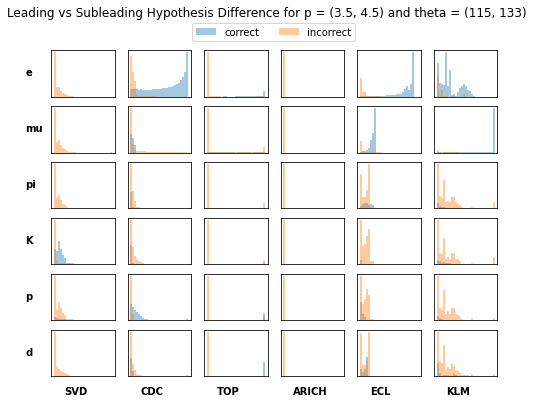 Leading vs Subleading Hypothesis Difference for p = (3.5, 4.5) and theta = (115, 133)
correct incorrect
e
mu
pi
K
p
d
SVD CDC TOP ARICH ECL KLM